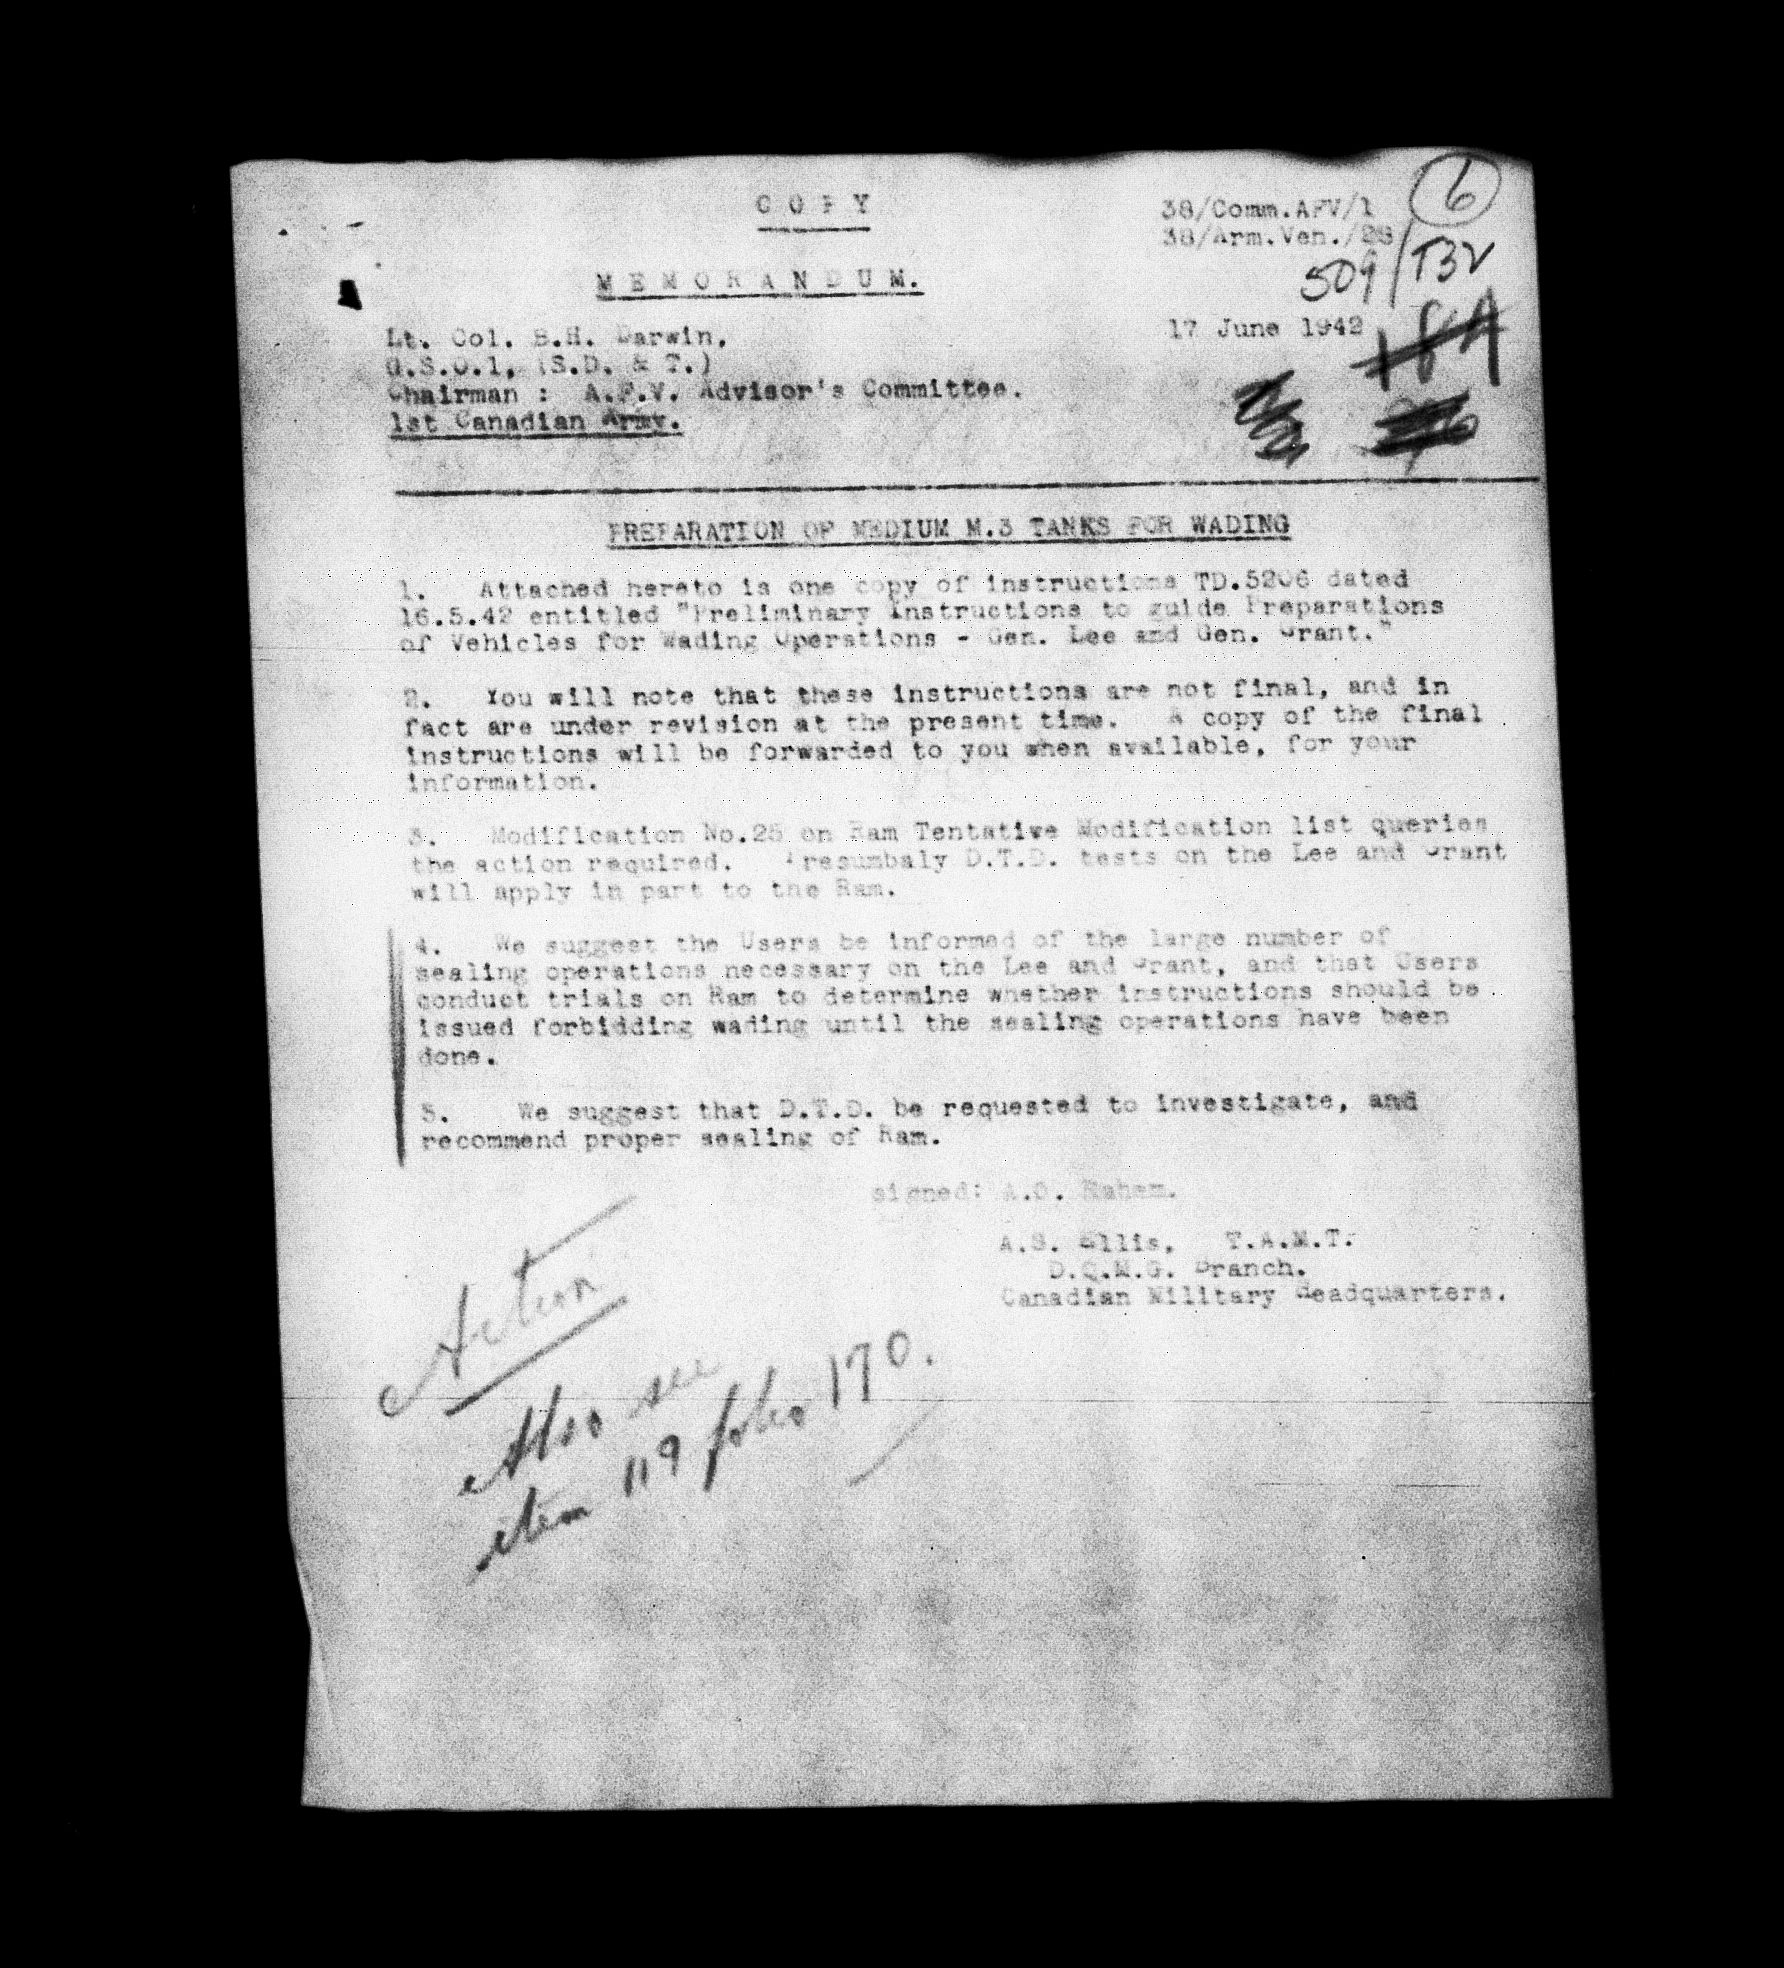 COPY
38/Comm.AFV/1
6
38/Arm.Ven./28
509/T32
MEMORANDUM.
17 June 1942
Lt. Col. B.H. Darwin,
G.S.O.1, (S.D. & T.)
Chairman : A.F.V. Advisor's Committee.
1st Canadian Army.
PREPARATION OF MEDIUM M.3 TANKS FOR WADING
1. Attached hereto is one copy of instructions TD.5206 dated
16.5.42 entitled "Preliminary Instructions to guide Preparations
of Vehicles for Wading Operations - Gen. Lee and Gen. Grant."
2. You will note that these instructions are not final, and in
fact are under revision at the present time. A copy of the final
instructions will be forwarded to you when available, for your
information.
3. Modification No.25 on Ram Tentative Modification list queries
the action required. Presumbaly D.T.D. tests on the Lee and Grant
will apply in part to the Ram.
4. We suggest the Users be informed of the large number of
sealing operations necessary on the Lee and Grant, and that Users
conduct trials on Ram to determine whether instructions should be
issued forbidding wading until the sealing operations have been
done.
5. We suggest that D.T.D. be requested to investigate, and
recommend proper sealing of Ram.
signed:
A.S. Ellis, T.A.M.T.
D.Q.M.G. Branch.
Canadian Military Headquarters.
Action
Also see
item 119 folio 170.